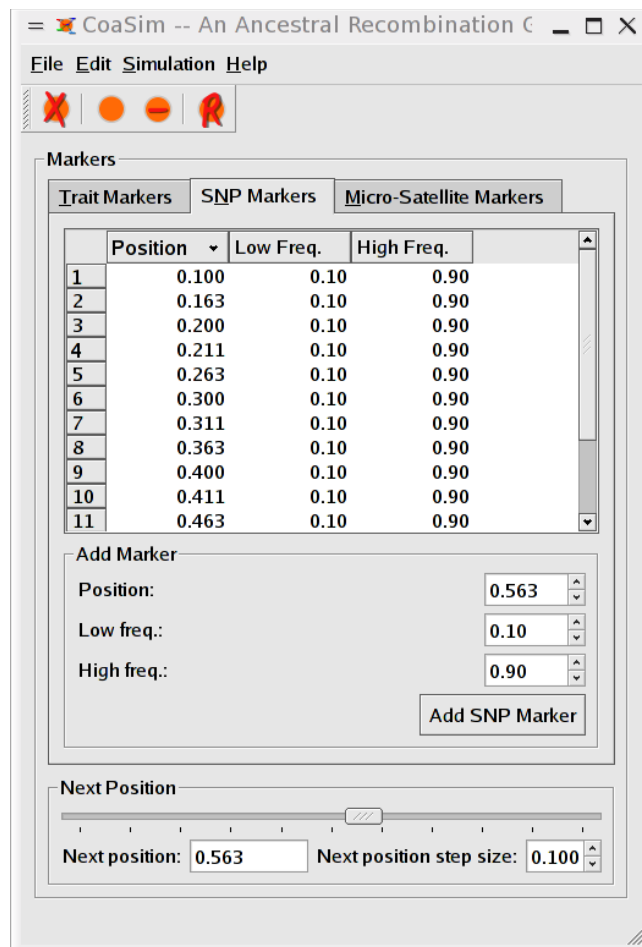 CoaSim -- An Ancestral Recombination G
File Edit Simulation Help
X R
Markers
Trait Markers SNP Markers Micro-Satellite Markers
Position Low Freq. High Freq.
1 0.100 0.10 0.90
2 0.163 0.10 0.90
3 0.200 0.10 0.90
4 0.211 0.10 0.90
5 0.263 0.10 0.90
6 0.300 0.10 0.90
7 0.311 0.10 0.90
8 0.363 0.10 0.90
9 0.400 0.10 0.90
10 0.411 0.10 0.90
11 0.463 0.10 0.90
Add Marker
Position: 0.563
Low freq.: 0.10
High freq.: 0.90
Add SNP Marker
Next Position
Next position: 0.563 Next position step size: 0.100